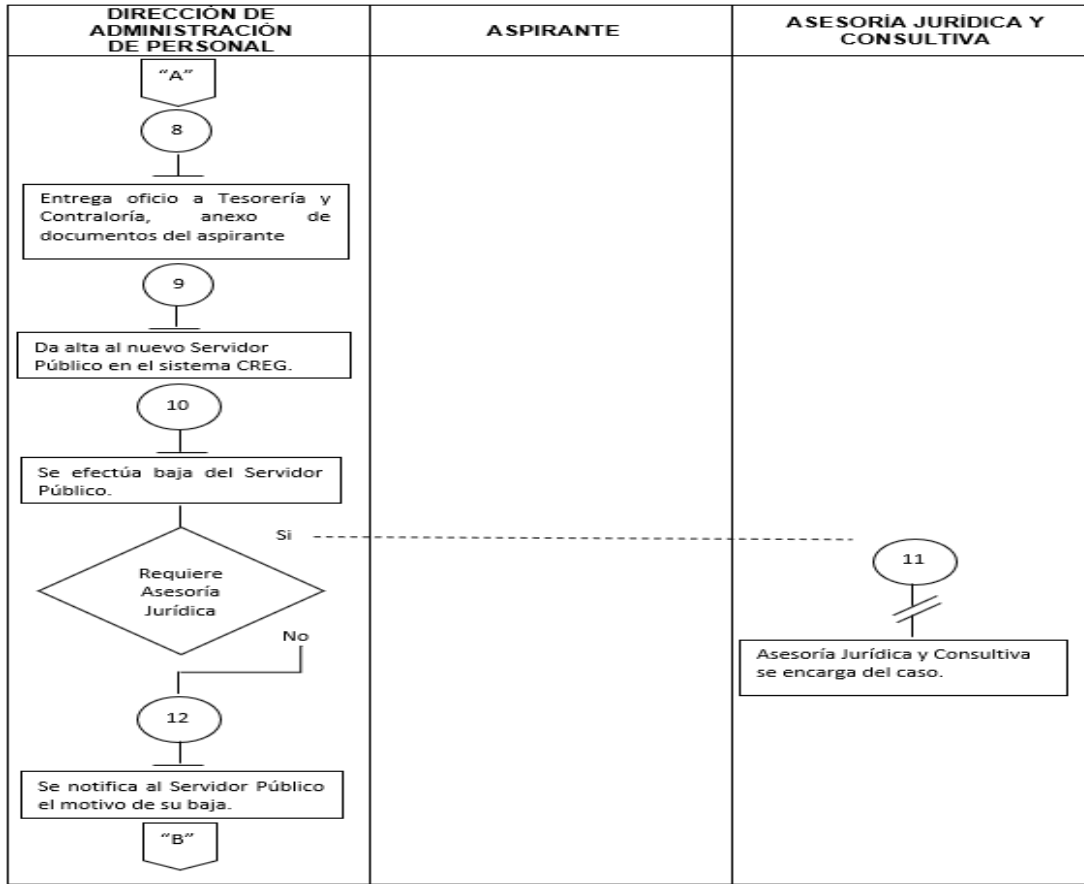 DIRECCIÓN DE
ADMINISTRACIÓN
DE PERSONAL
ASPIRANTE
ASESORÍA JURÍDICA Y
CONSULTIVA
“A”
8
Entrega oficio a Tesorería y
Contraloría, anexo de
documentos del aspirante
9
Da alta al nuevo Servidor
Público en el sistema CREG.
10
Se efectúa baja del Servidor
Público.
Si
Requiere
Asesoría
Jurídica
No
11
Asesoría Jurídica y Consultiva
se encarga del caso.
12
Se notifica al Servidor Público
el motivo de su baja.
“B”